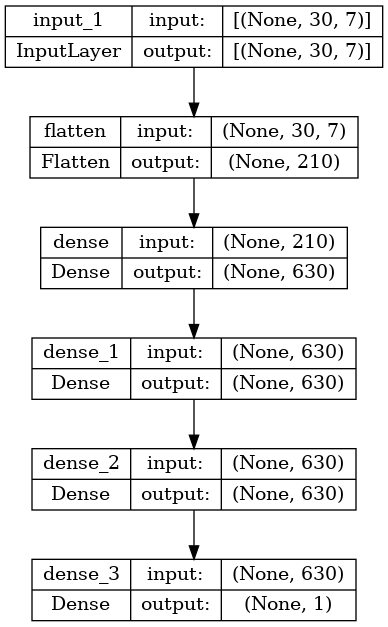 input_1 input: [(None, 30, 7)]
InputLayer output: [(None, 30, 7)]
flatten input: (None, 30, 7)
Flatten output: (None, 210)
dense input: (None, 210)
Dense output: (None, 630)
dense_1 input: (None, 630)
Dense output: (None, 630)
dense_2 input: (None, 630)
Dense output: (None, 630)
dense_3 input: (None, 630)
Dense output: (None, 1)